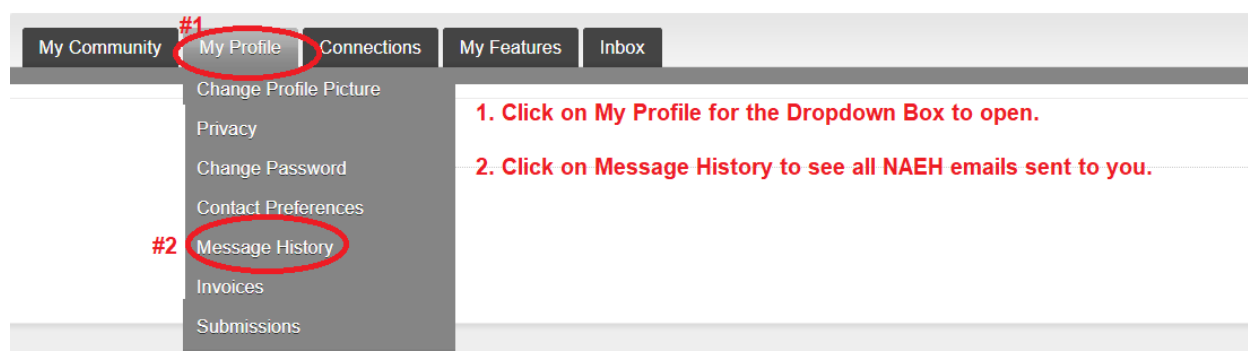 #1
My Community My Profile Connections My Features Inbox
Change Profile Picture
1. Click on My Profile for the Dropdown Box to open.
Privacy
Change Password
2. Click on Message History to see all NAEH emails sent to you.
Contact Preferences
#2 Message History
Invoices
Submissions